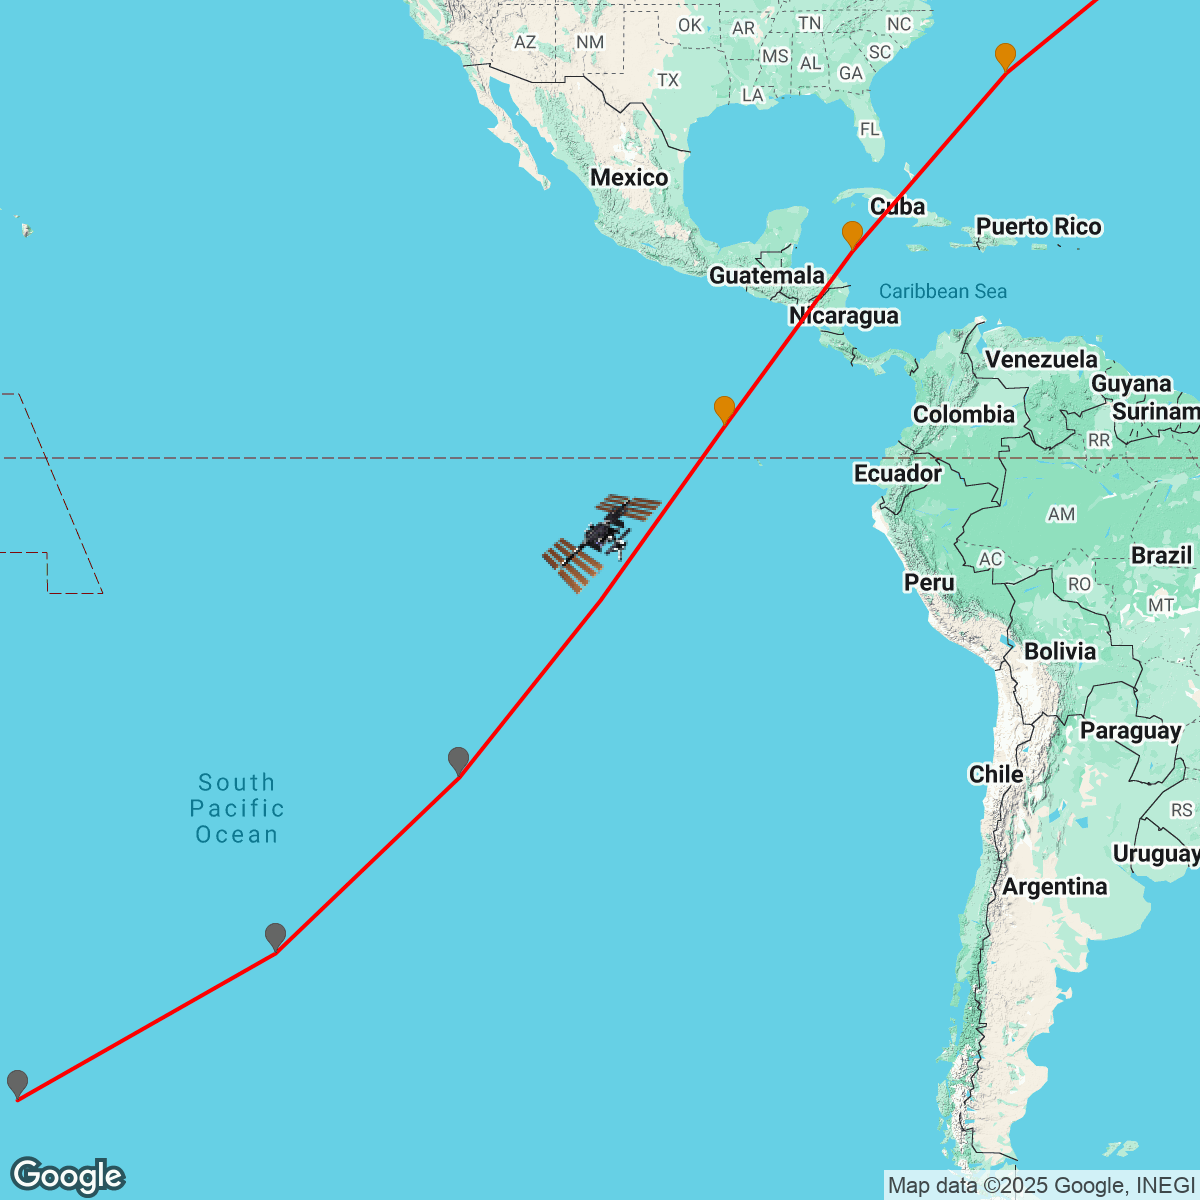 OK
AR
TN
NC
AZ
NM
MS
AL
SC
GA
TX
LA
FL
Mexico
Cuba
Puerto Rico
Guatemala
Caribbean Sea
Nicaragua
Venezuela
Guyana
Surinam
Colombia
RR
Ecuador
AM
Brazil
AC
Peru
RO
MT
Bolivia
Paraguay
Chile
South
Pacific
Ocean
RS
Uruguay
Argentina
Google
Map data ©2025 Google, INEGI